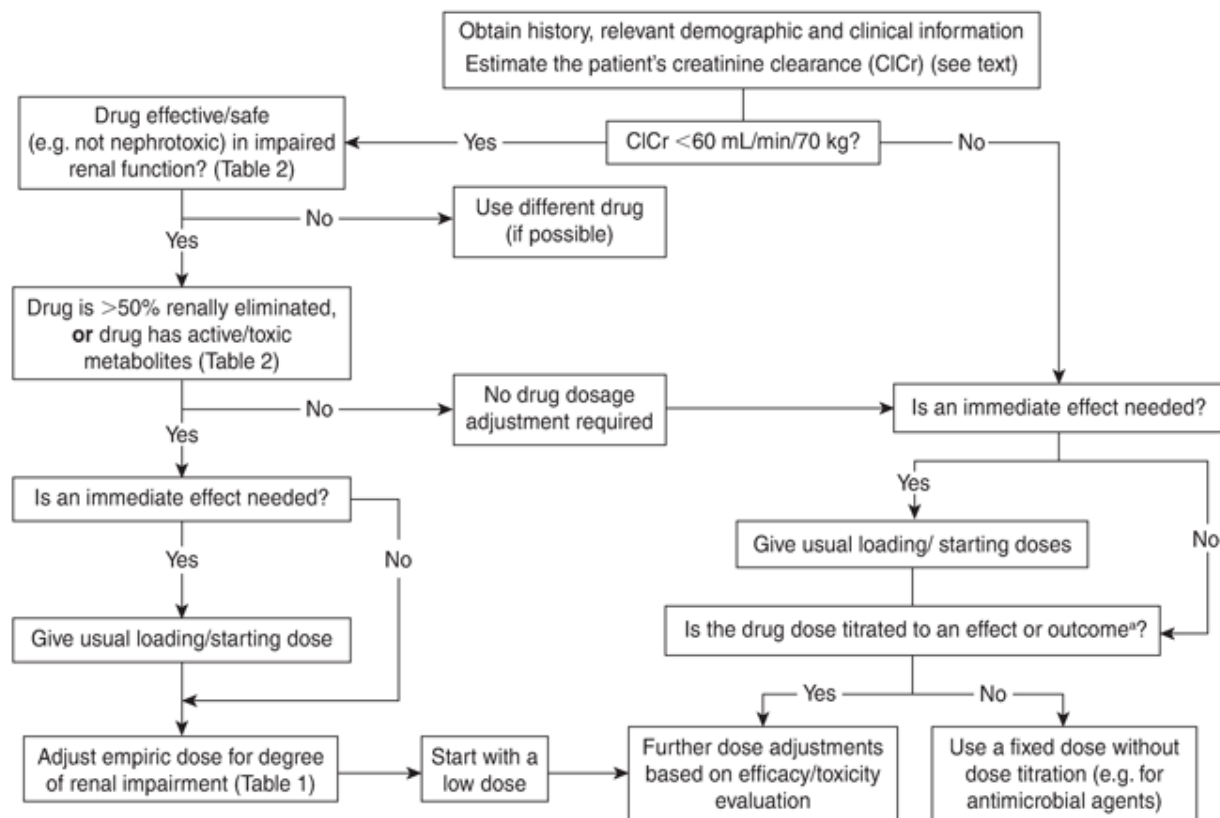 Obtain history, relevant demographic and clinical information
Estimate the patient's creatinine clearance (ClCr) (see text)
Drug effective/safe
(e.g. not nephrotoxic) in impaired
renal function? (Table 2)
Yes
ClCr <60 mL/min/70 kg?
No
No
Use different drug
(if possible)
Yes
Drug is >50% renally eliminated,
or drug has active/toxic
metabolites (Table 2)
No
No drug dosage
adjustment required
Is an immediate effect needed?
Yes
Is an immediate effect needed?
Yes
No
Yes
No
Give usual loading/ starting doses
Give usual loading/starting dose
Is the drug dose titrated to an effect or outcomeᵃ?
Yes
No
Adjust empiric dose for degree
of renal impairment (Table 1)
Start with a
low dose
Further dose adjustments
based on efficacy/toxicity
evaluation
Use a fixed dose without
dose titration (e.g. for
antimicrobial agents)